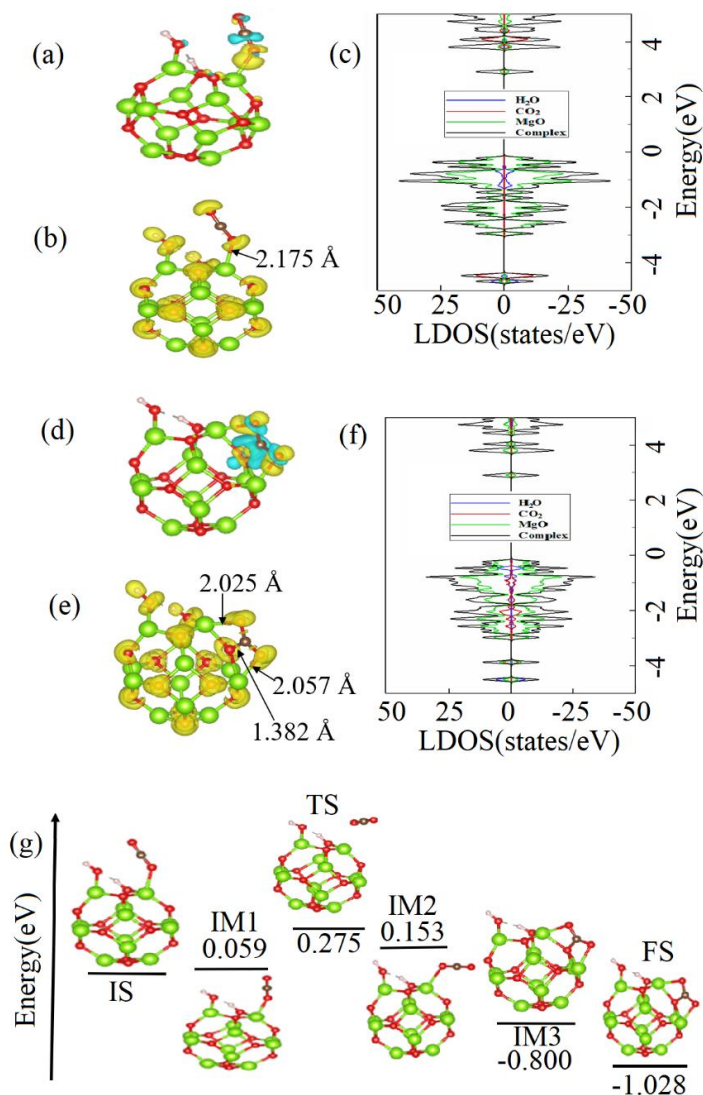 (a)
(b)
2.175 Å
(c)
4
2
0
-2
-4
Energy(eV)
H₂O
CO₂
MgO
Complex
50
25
0
-25
-50
LDOS(states/eV)
(d)
(e)
2.025 Å
2.057 Å
1.382 Å
(f)
4
2
0
-2
-4
Energy(eV)
H₂O
CO₂
MgO
Complex
50
25
0
-25
-50
LDOS(states/eV)
(g)
Energy(eV)
IS
IM1
0.059
TS
0.275
IM2
0.153
IM3
-0.800
FS
-1.028